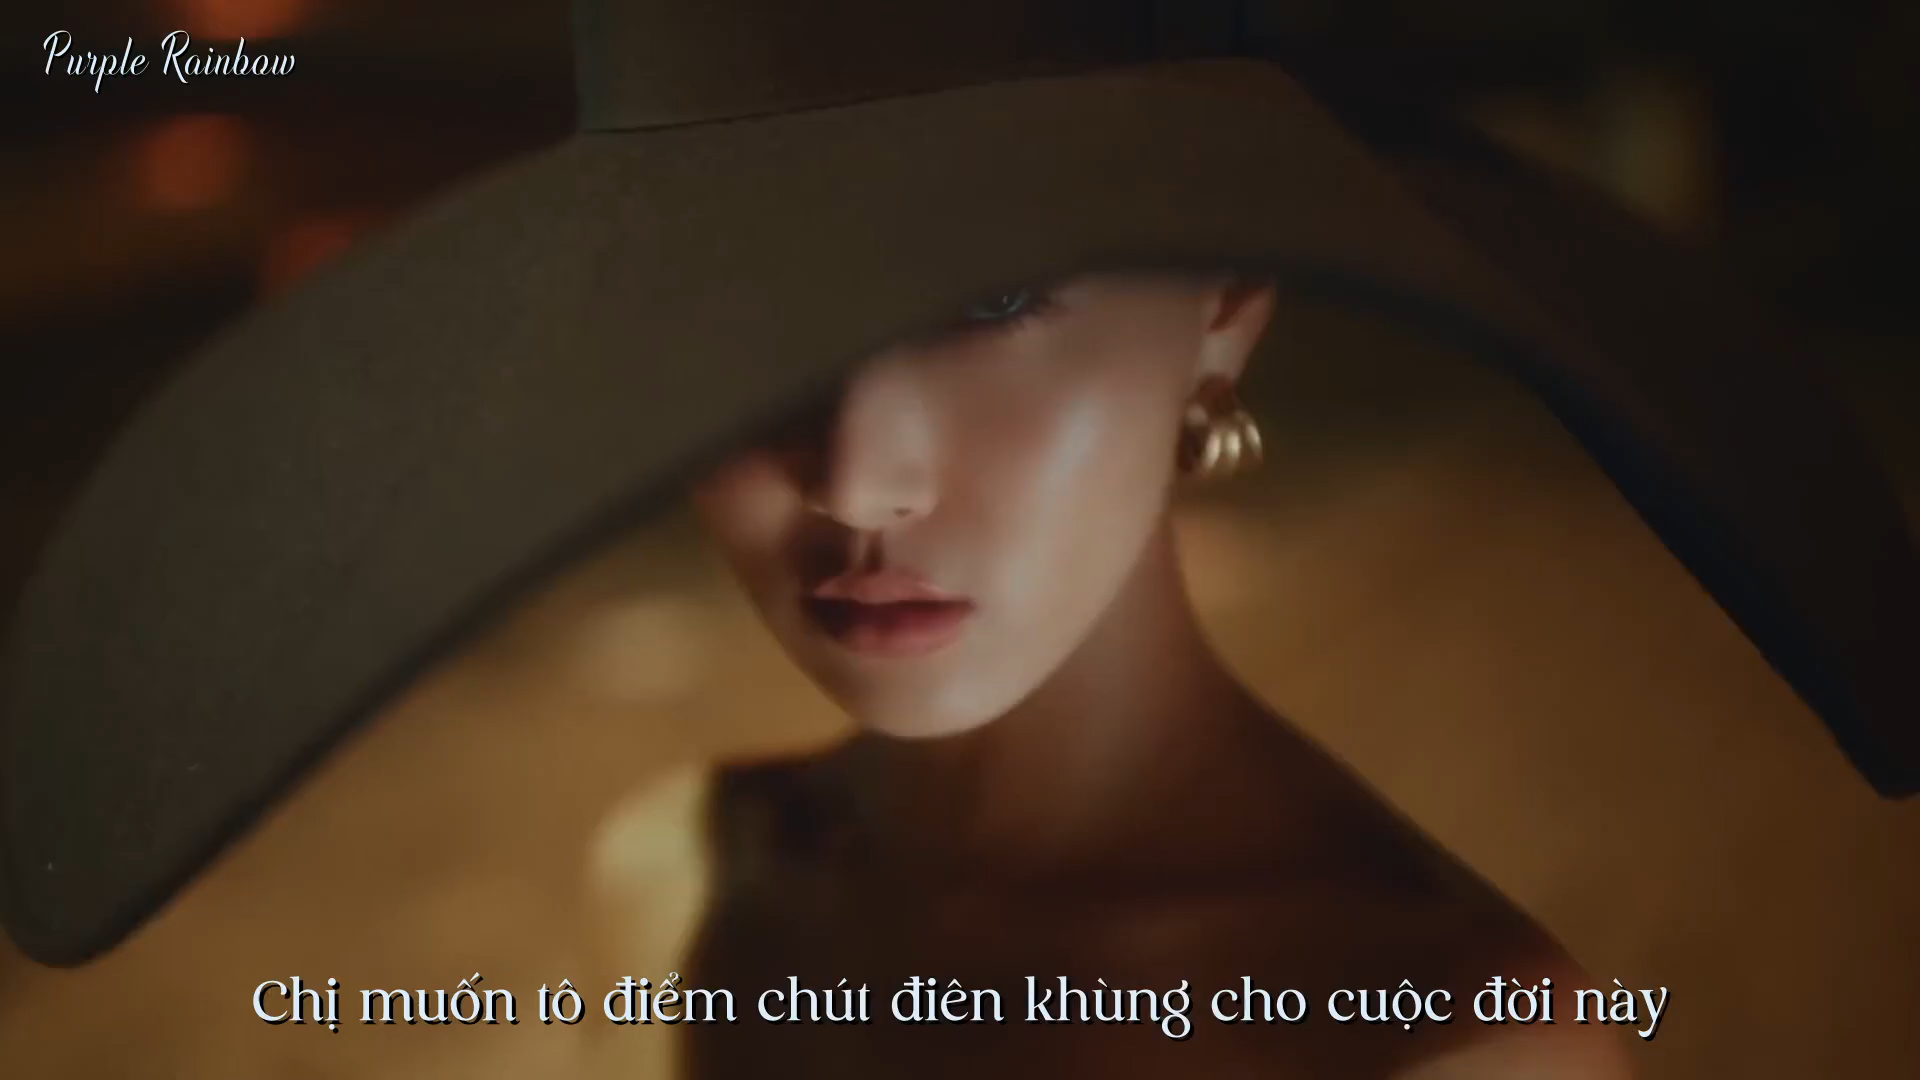 Purple Rainbow
Chị muốn tô điểm chút điên khùng cho cuộc đời này